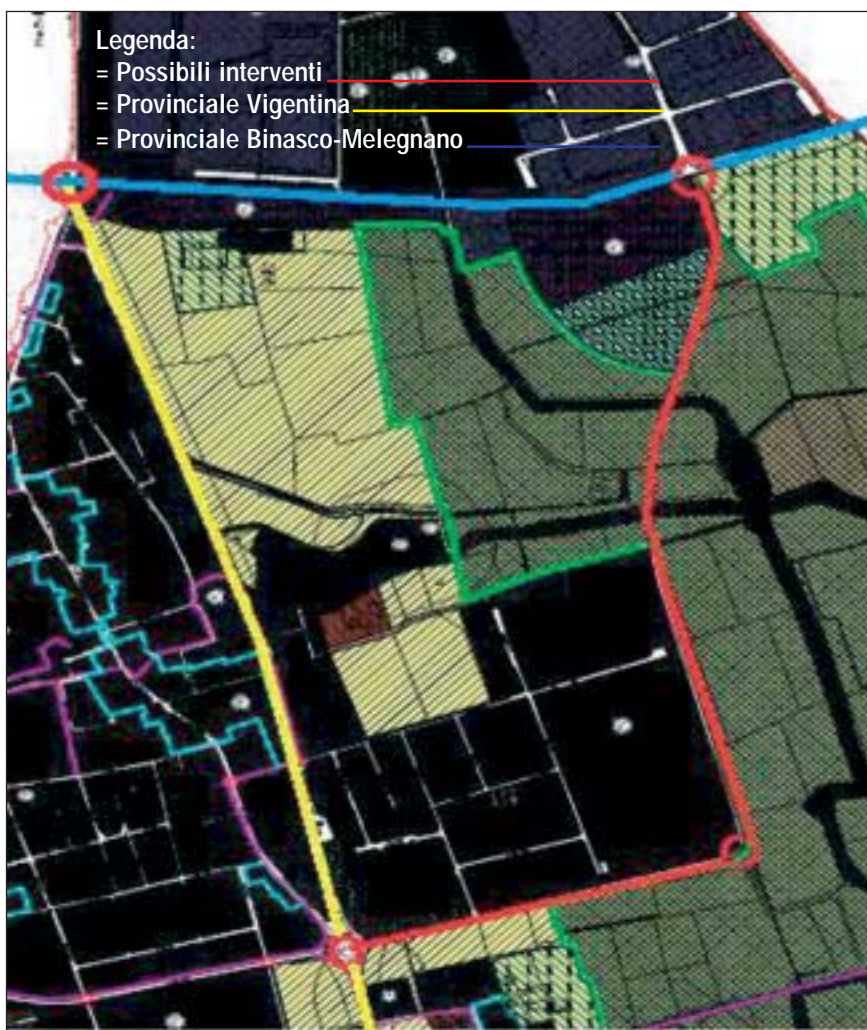 Legenda:
= Possibili interventi
= Provinciale Vigentina
= Provinciale Binasco-Melegnano